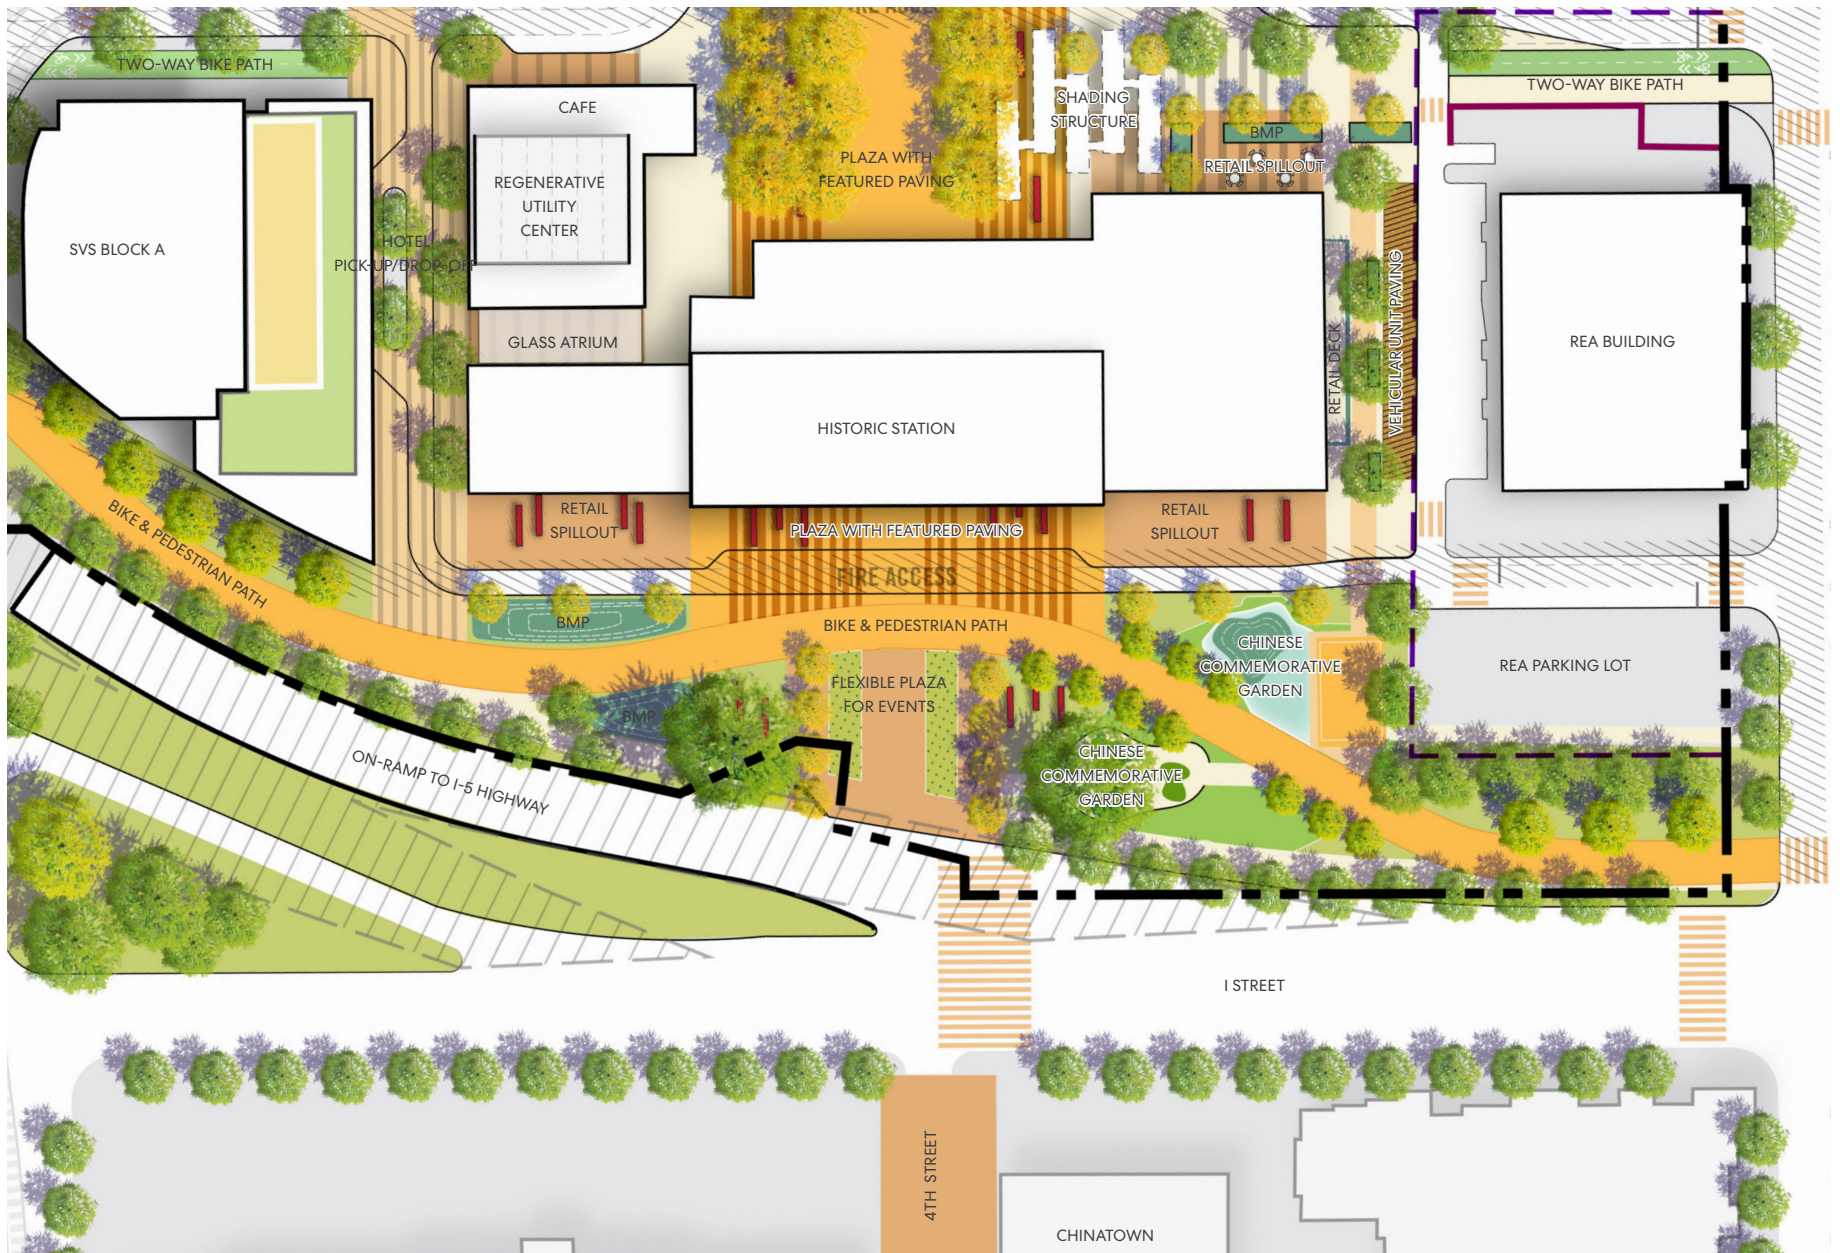 FIRE ACCESS
TWO-WAY BIKE PATH
TWO-WAY BIKE PATH
CAFE
SHADING
STRUCTURE
BMP
PLAZA WITH
FEATURED PAVING
RETAIL SPILLOUT
REGENERATIVE
UTILITY
CENTER
SVS BLOCK A
HOTEL
PICK-UP/DROP-OFF
GLASS ATRIUM
RETAIL DECK
VEHICULAR UNIT PAVING
REA BUILDING
HISTORIC STATION
RETAIL
SPILLOUT
PLAZA WITH FEATURED PAVING
RETAIL
SPILLOUT
BIKE & PEDESTRIAN PATH
FIRE ACCESS
BMP
BIKE & PEDESTRIAN PATH
CHINESE
COMMEMORATIVE
GARDEN
REA PARKING LOT
FLEXIBLE PLAZA
FOR EVENTS
BMP
ON-RAMP TO I-5 HIGHWAY
CHINESE
COMMEMORATIVE
GARDEN
I STREET
4TH STREET
CHINATOWN